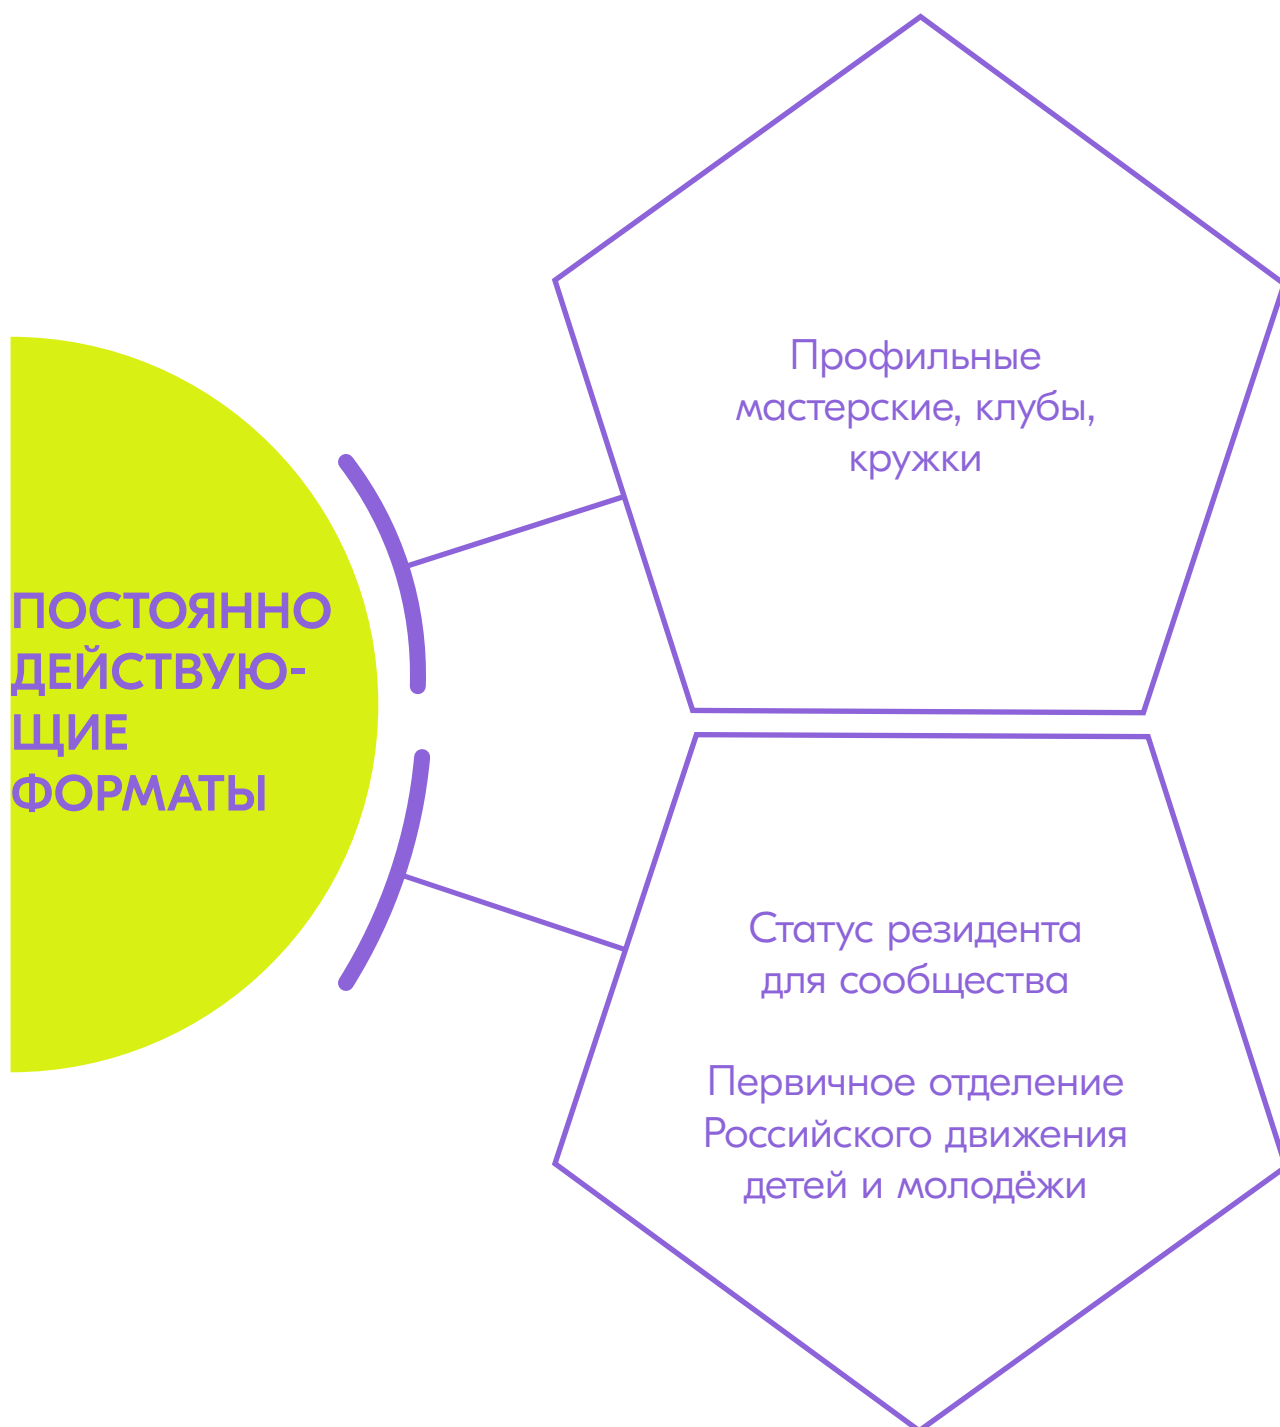 ПОСТОЯННО
ДЕЙСТВУЮ-
ЩИЕ
ФОРМАТЫ
Профильные
мастерские, клубы,
кружки
Статус резидента
для сообщества
Первичное отделение
Российского движения
детей и молодёжи